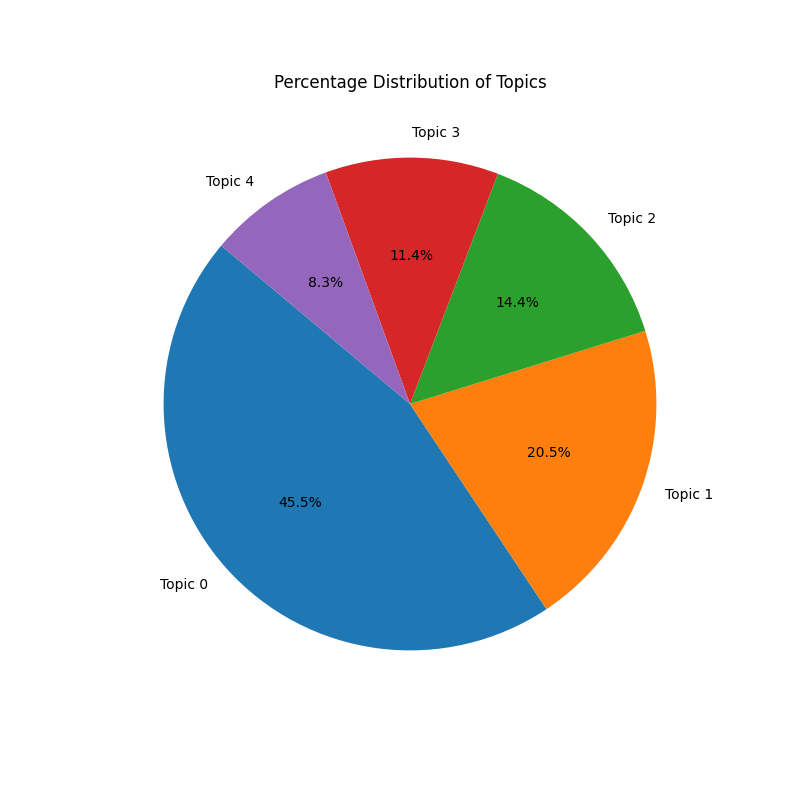 Percentage Distribution of Topics
Topic 3
Topic 4
Topic 2
11.4%
8.3%
14.4%
20.5%
Topic 1
45.5%
Topic 0